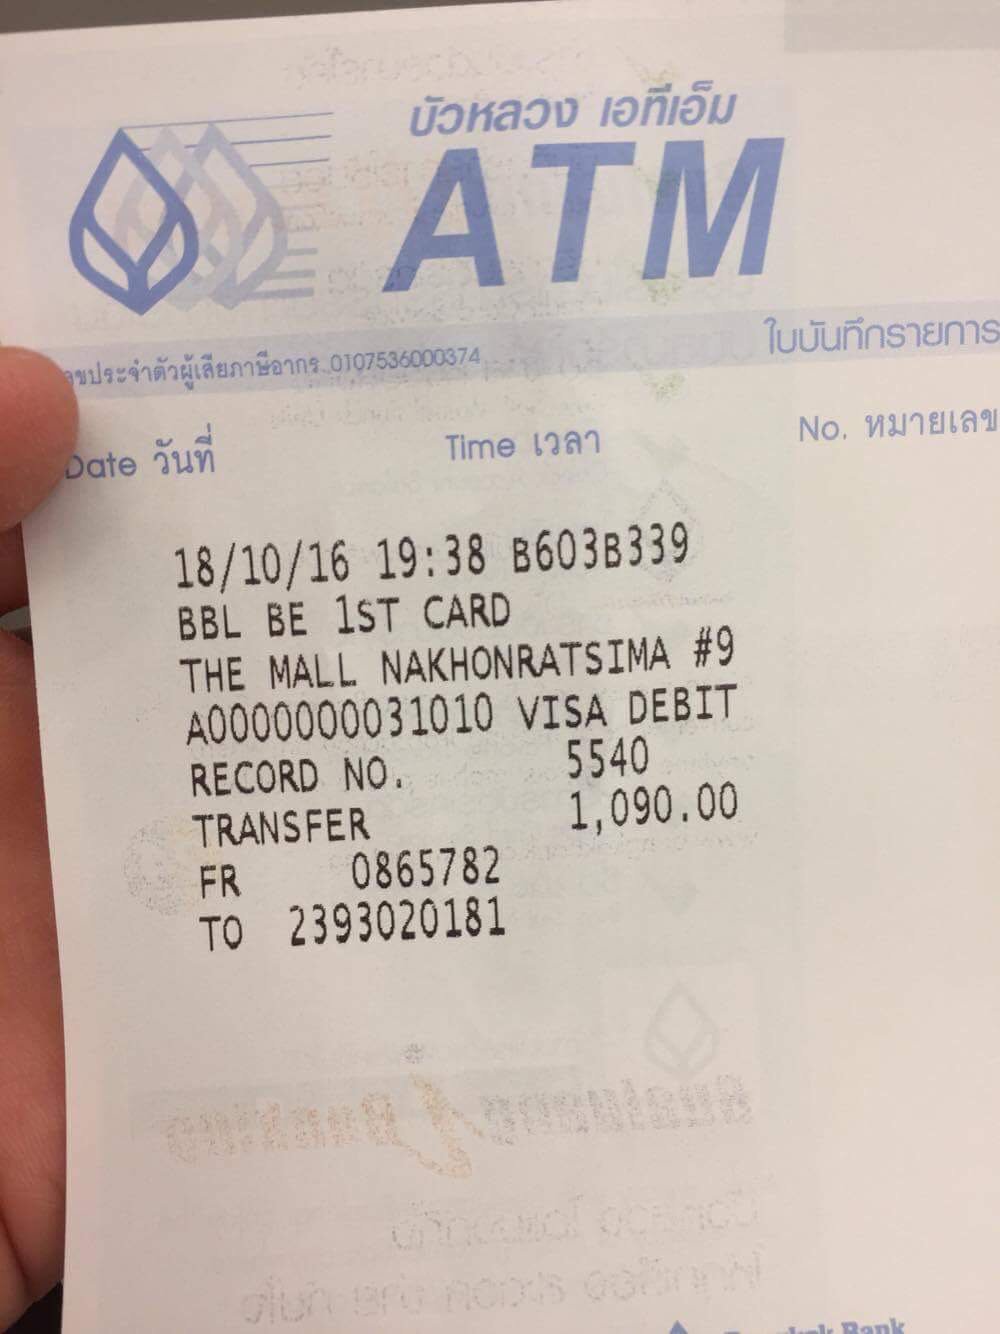 บัวหลวง เอทีเอ็ม
ATM
ใบบันทึกรายการ
ขประจำตัวผู้เสียภาษีอากร 0107536000374
Date วันที่ Time เวลา No. หมายเลข
18/10/16 19:38 B603B339
BBL BE 1ST CARD
THE MALL NAKHONRATSIMA #9
A0000000031010 VISA DEBIT
RECORD NO. 5540
TRANSFER 1,090.00
FR 0865782
TO 2393020181
Bangkok Bank